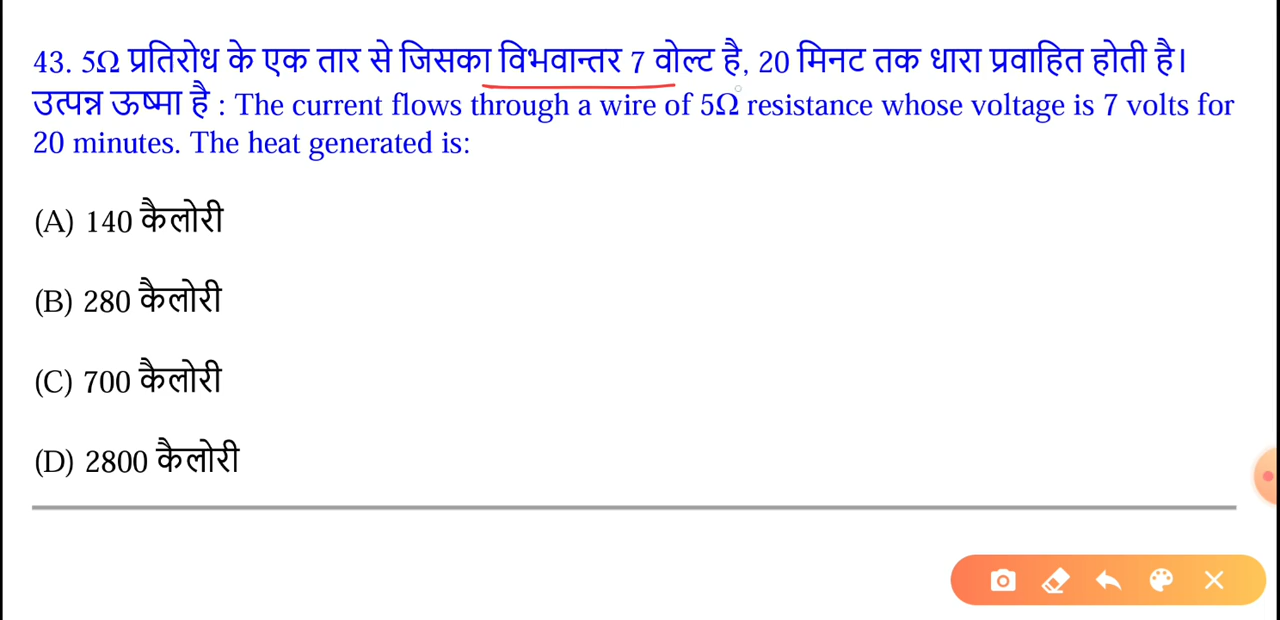 43. 5Ω प्रतिरोध के एक तार से जिसका विभवान्तर 7 वोल्ट है, 20 मिनट तक धारा प्रवाहित होती है।
उत्पन्न ऊष्मा है : The current flows through a wire of 5Ω resistance whose voltage is 7 volts for
20 minutes. The heat generated is:
(A) 140 कैलोरी
(B) 280 कैलोरी
(C) 700 कैलोरी
(D) 2800 कैलोरी